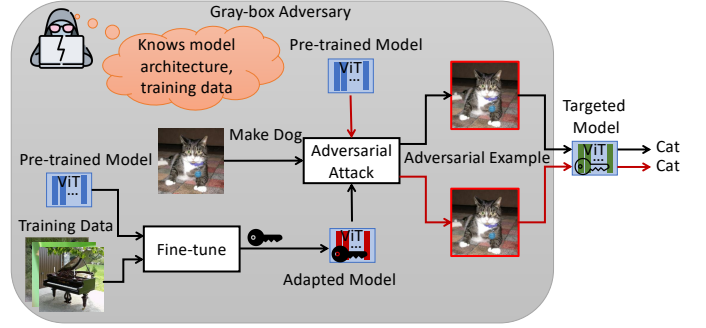 Gray-box Adversary
Knows model
architecture,
training data
Pre-trained Model
ViT
...
Make Dog
Adversarial
Attack
Adversarial Example
Targeted
Model
ViT
...
Cat
Cat
Pre-trained Model
ViT
...
Training Data
Fine-tune
ViT
...
Adapted Model